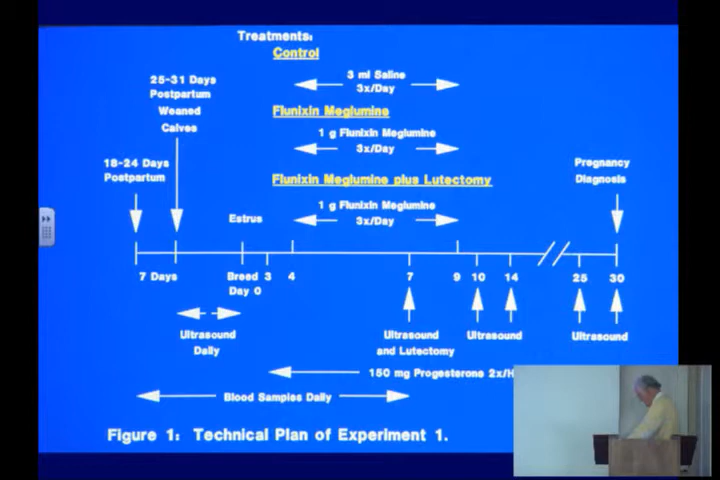 Treatments:
Control
3 ml Saline
3x/Day
25-31 Days
Postpartum
Weaned
Calves
Flunixin Meglumine
1 g Flunixin Meglumine
3x/Day
18-24 Days
Postpartum
Flunixin Meglumine plus Lutectomy
1 g Flunixin Meglumine
3x/Day
Pregnancy
Diagnosis
Estrus
7 Days
Breed 3 4 7 9 10 14 25 30
Day 0
Ultrasound
Daily
Ultrasound
and Lutectomy
Ultrasound
Ultrasound
150 mg Progesterone 2x/
Blood Samples Daily
Figure 1: Technical Plan of Experiment 1.